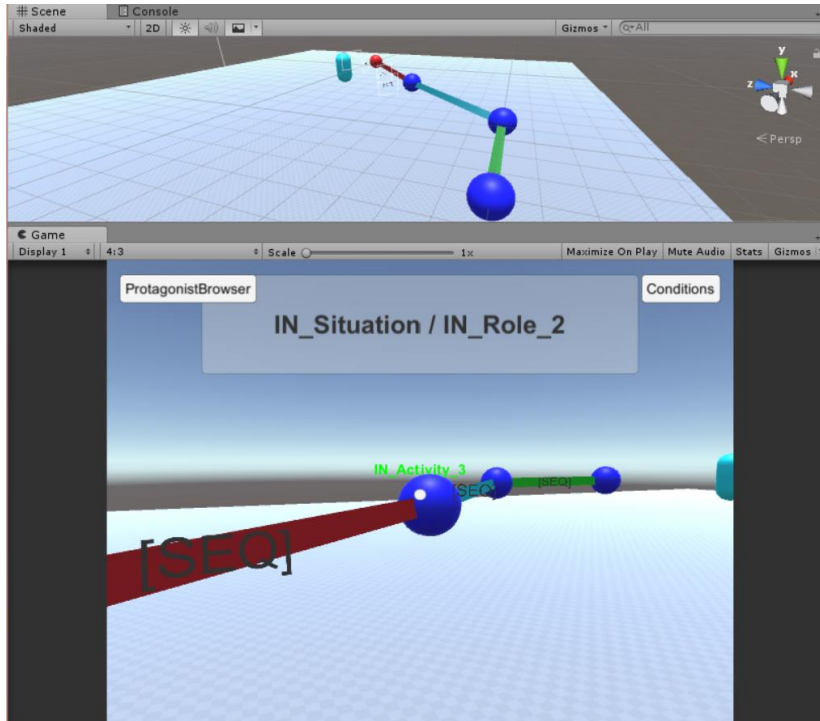 Scene Console
Shaded 2D Gizmos All
y
x
z
Persp
Game
Display 1 4:3 Scale 1x Maximize On Play Mute Audio Stats Gizmos
ProtagonistBrowser Conditions
IN_Situation / IN_Role_2
IN_Activity_3
[SEQ] [SEQ]
[SEQ]